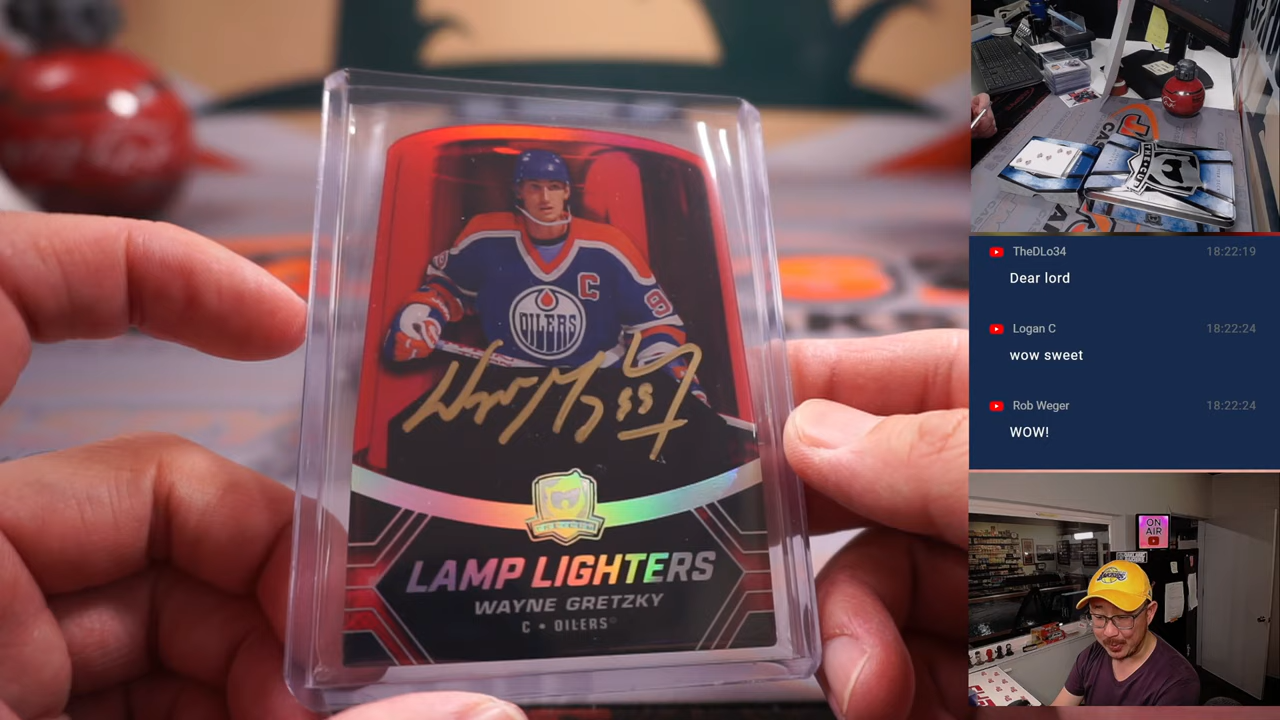 C
OILERS
LAMP LIGHTERS
WAYNE GRETZKY
C • OILERS
TheDLo34 18:22:19
Dear lord
Logan C 18:22:24
wow sweet
Rob Weger 18:22:24
WOW!
ON
AIR